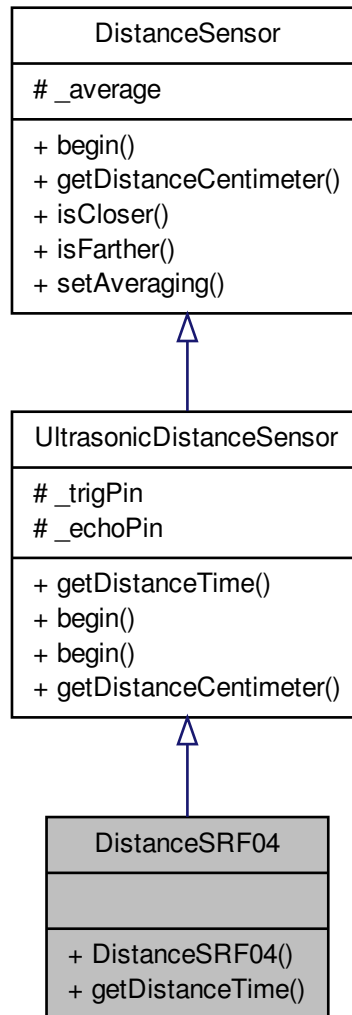 DistanceSensor
# _average
+ begin()
+ getDistanceCentimeter()
+ isCloser()
+ isFarther()
+ setAveraging()
UltrasonicDistanceSensor
# _trigPin
# _echoPin
+ getDistanceTime()
+ begin()
+ begin()
+ getDistanceCentimeter()
DistanceSRF04
+ DistanceSRF04()
+ getDistanceTime()